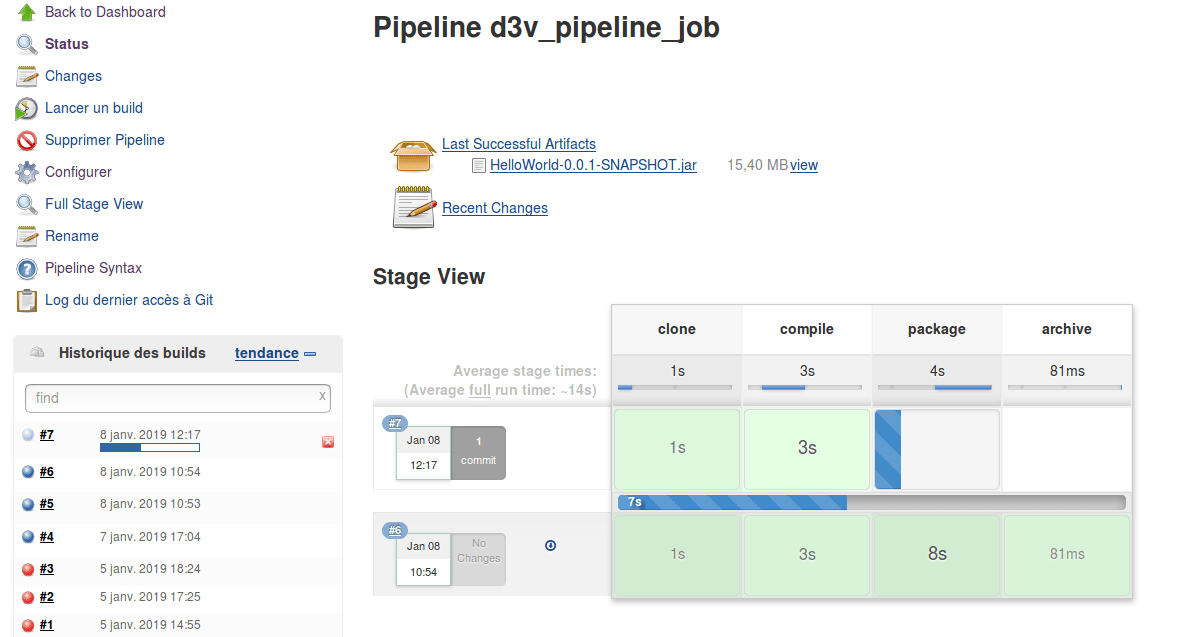 Back to Dashboard
Status
Changes
Lancer un build
Supprimer Pipeline
Configurer
Full Stage View
Rename
Pipeline Syntax
Log du dernier accès à Git
Historique des builds tendance
find x
#7 8 janv. 2019 12:17
#6 8 janv. 2019 10:54
#5 8 janv. 2019 10:53
#4 7 janv. 2019 17:04
#3 5 janv. 2019 18:24
#2 5 janv. 2019 17:25
#1 5 janv. 2019 14:55
Pipeline d3v_pipeline_job
Last Successful Artifacts
HelloWorld-0.0.1-SNAPSHOT.jar 15,40 MB view
Recent Changes
Stage View
clone compile package archive
Average stage times: 1s 3s 4s 81ms
(Average full run time: ~14s)
#7
Jan 08 1
12:17 commit
1s 3s
7s
#6
Jan 08 No
Changes
10:54
1s 3s 8s 81ms